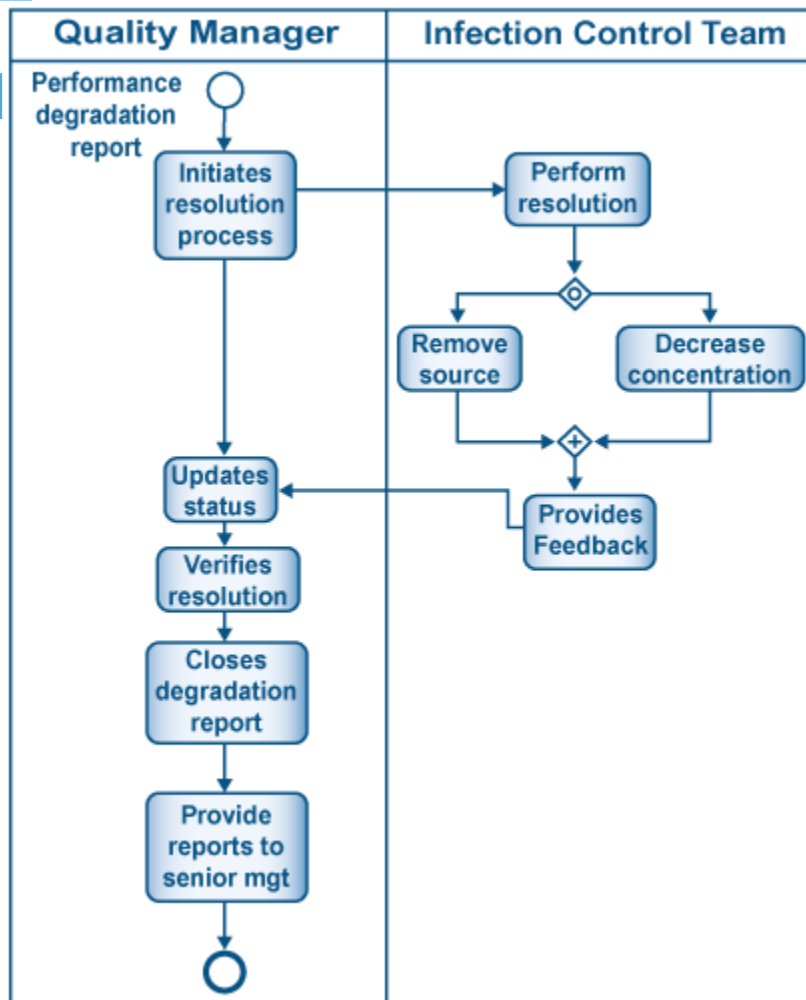 Quality Manager
Infection Control Team
Performance
degradation
report
Initiates
resolution
process
Perform
resolution
Remove
source
Decrease
concentration
Updates
status
Provides
Feedback
Verifies
resolution
Closes
degradation
report
Provide
reports to
senior mgt